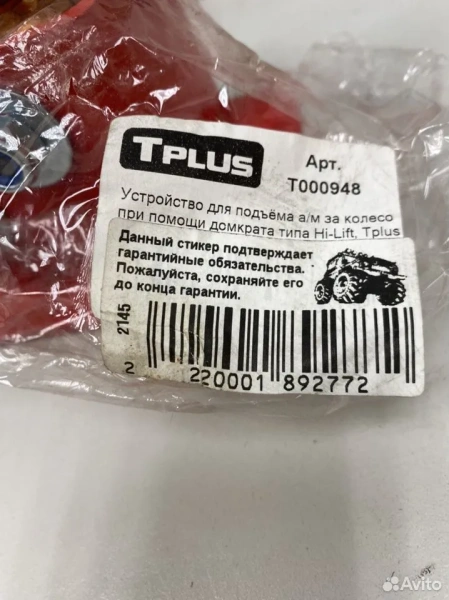 TPLUS
Арт.
T000948
Устройство для подъёма а/м за колесо
при помощи домкрата типа Hi-Lift, Tplus
Данный стикер подтверждает
гарантийные обязательства.
Пожалуйста, сохраняйте его
до конца гарантии.
2145
2 220001 892772
Avito